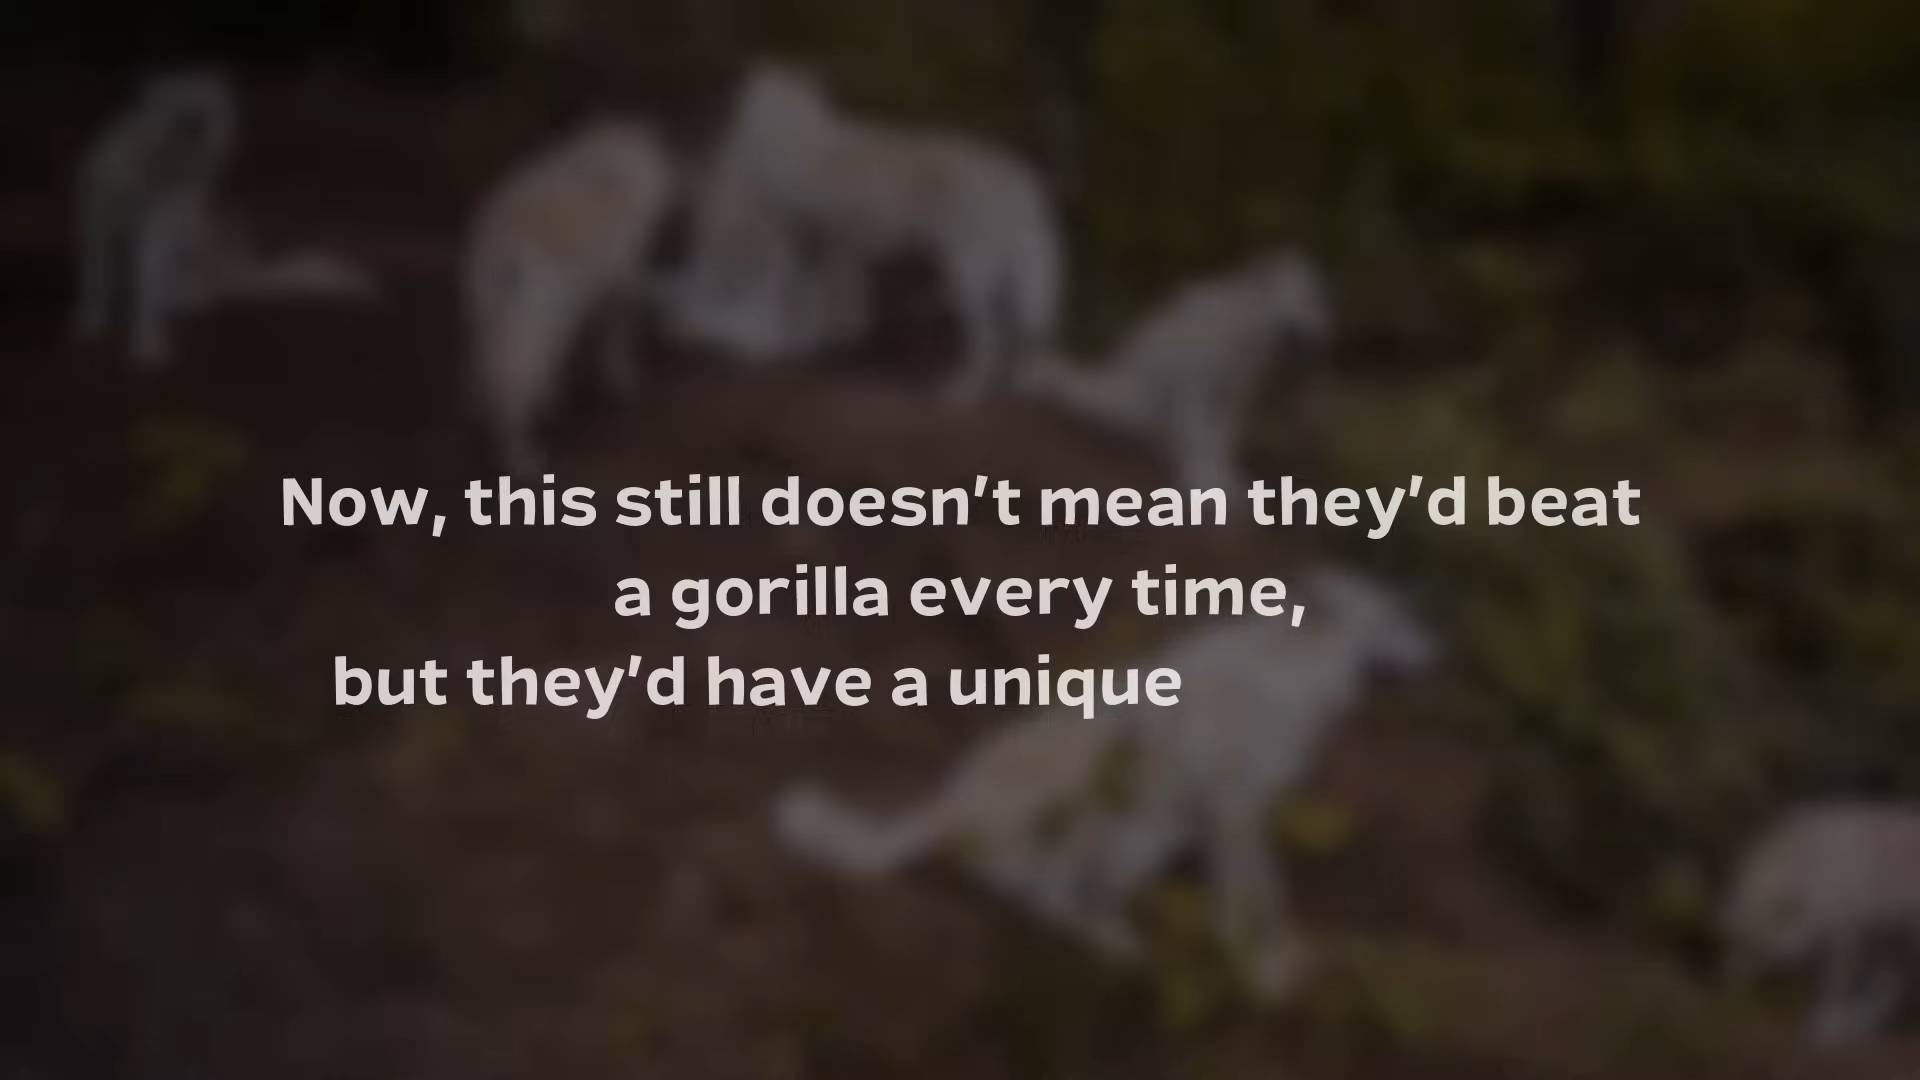 Now, this still doesn’t mean they’d beat
a gorilla every time,
but they’d have a unique